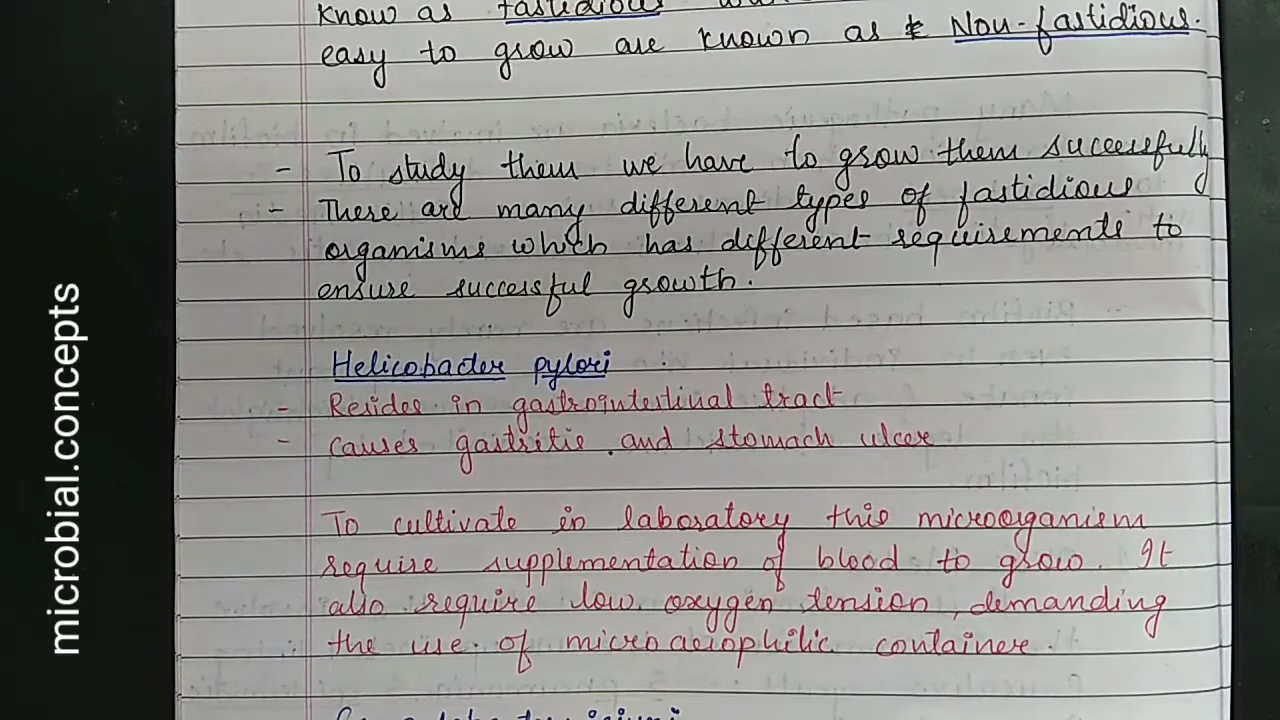 know as fastidious
easy to grow are known as Non-fastidious.
- To study them we have to grow them successfully
- There are many different types of fastidious
organisms which has different requirements to
ensure successful growth.
Helicobacter pylori
- Resides in gastrointestinal tract
- causes gastritis and stomach ulcer
To cultivate in laboratory this microorganism
require supplementation of blood to grow. It
also require low oxygen tension, demanding
the use of microaerophilic container.
microbial.concepts